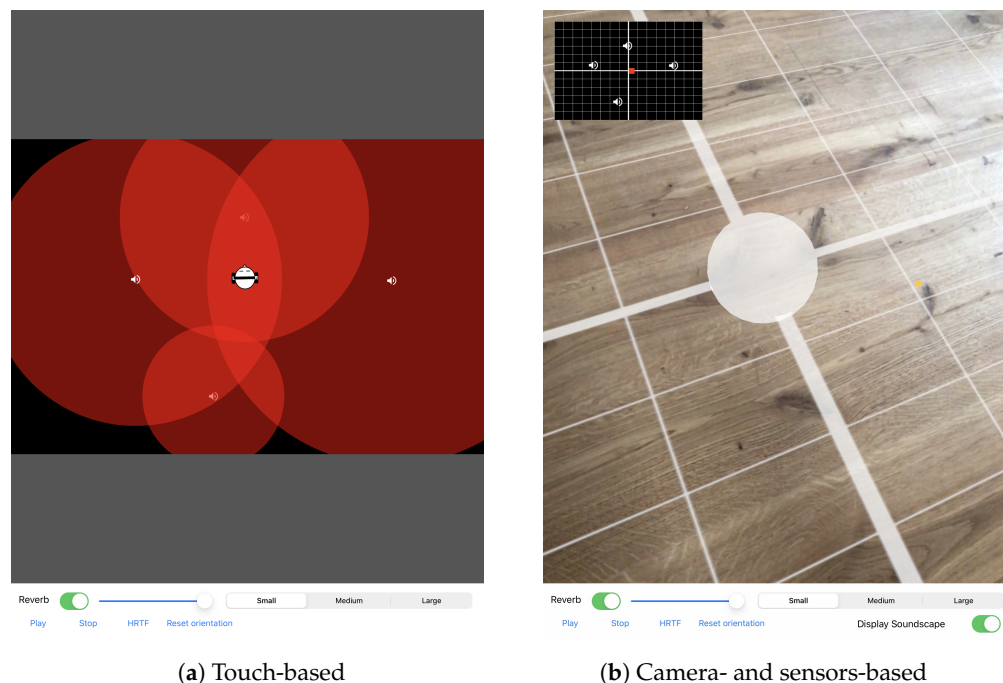 Reverb
Small
Medium
Large
Play
Stop
HRTF
Reset orientation
(a) Touch-based
Reverb
Small
Medium
Large
Play
Stop
HRTF
Reset orientation
Display Soundscape
(b) Camera- and sensors-based